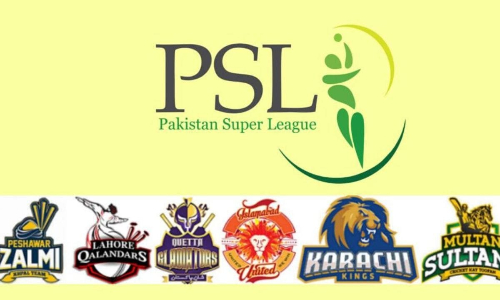 PSL
Pakistan Super League
PESHAWAR
ZALMI
LAHORE
QALANDARS
QUETTA
GLADIATORS
Islamabad
United
KARACHI
KINGS
MULTAN
SULTANS